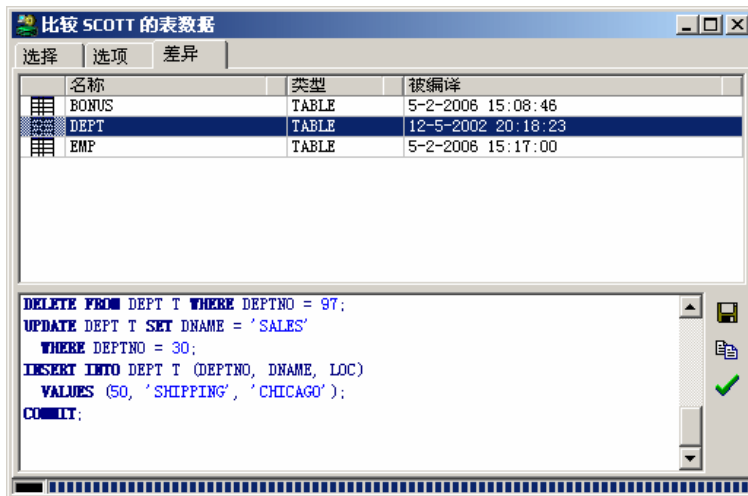 比较 SCOTT 的表数据
选择 选项 差异
名称 类型 被编译
BONUS TABLE 5-2-2006 15:08:46
DEPT TABLE 12-5-2002 20:18:23
EMP TABLE 5-2-2006 15:17:00
DELETE FROM DEPT T WHERE DEPTNO = 97;
UPDATE DEPT T SET DNAME = 'SALES'
WHERE DEPTNO = 30;
INSERT INTO DEPT T (DEPTNO, DNAME, LOC)
VALUES (50, 'SHIPPING', 'CHICAGO');
COMMIT;